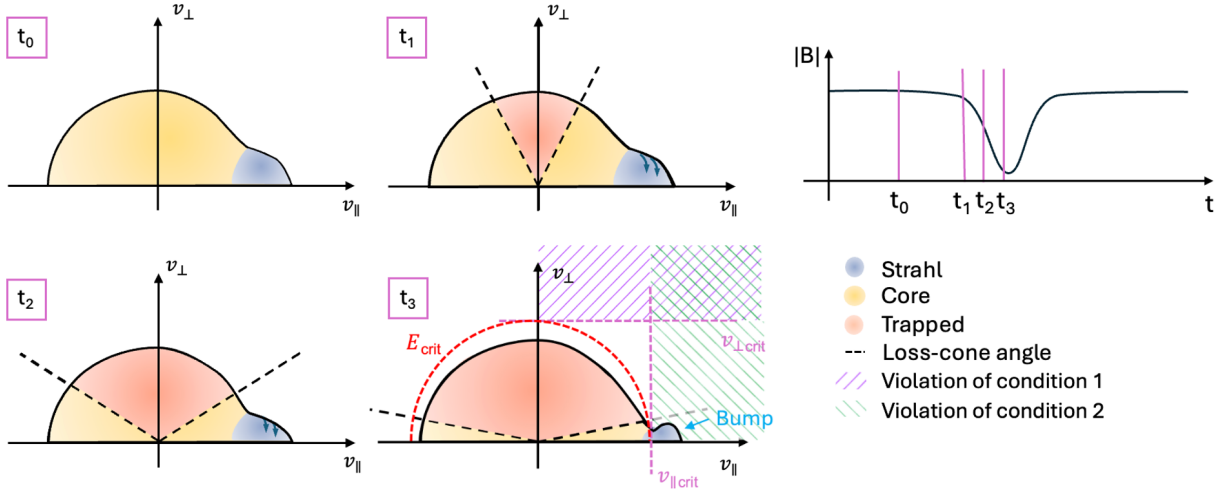 t0
v⊥
v∥
t1
v⊥
v∥
|B|
t0
t1
t2
t3
t
t2
v⊥
v∥
t3
v⊥
Ecrit
v⊥crit
Bump
v∥
v∥crit
Strahl
Core
Trapped
Loss-cone angle
Violation of condition 1
Violation of condition 2